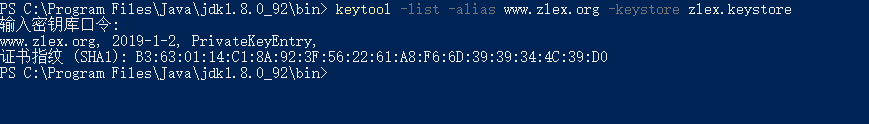 PS C:\Program Files\Java\jdk1.8.0_92\bin> keytool -list -alias www.zlex.org -keystore zlex.keystore
输入密钥库口令:
www.zlex.org, 2019-1-2, PrivateKeyEntry,
证书指纹 (SHA1): B3:63:01:14:C1:8A:92:3F:56:22:61:A8:F6:6D:39:39:34:4C:39:D0
PS C:\Program Files\Java\jdk1.8.0_92\bin>